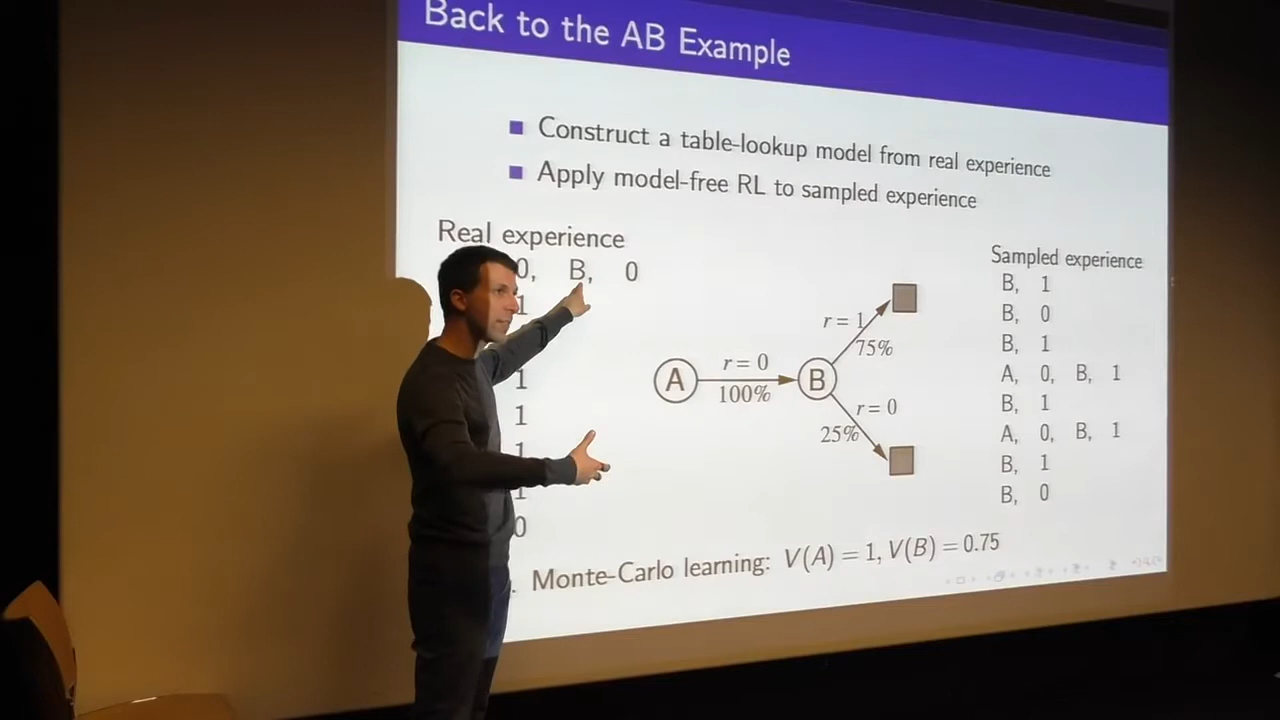 Back to the AB Example
Construct a table-lookup model from real experience
Apply model-free RL to sampled experience
Real experience
0, B, 0
1
1
1
1
1
0
A
r = 0
100%
B
r = 1
75%
r = 0
25%
Sampled experience
B, 1
B, 0
B, 1
A, 0, B, 1
B, 1
A, 0, B, 1
B, 1
B, 0
. Monte-Carlo learning: V(A) = 1, V(B) = 0.75